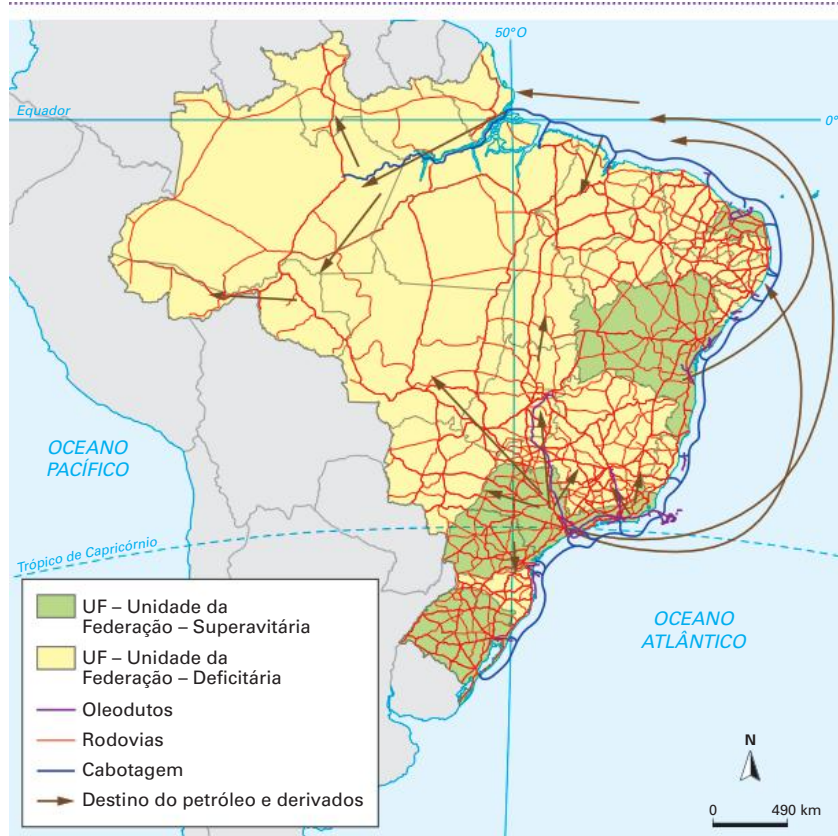 50°O
Equador
0°
OCEANO
PACÍFICO
Trópico de Capricórnio
OCEANO
ATLÂNTICO
UF – Unidade da
Federação – Superavitária
UF – Unidade da
Federação – Deficitária
Oleodutos
Rodovias
Cabotagem
Destino do petróleo e derivados
N
0 490 km